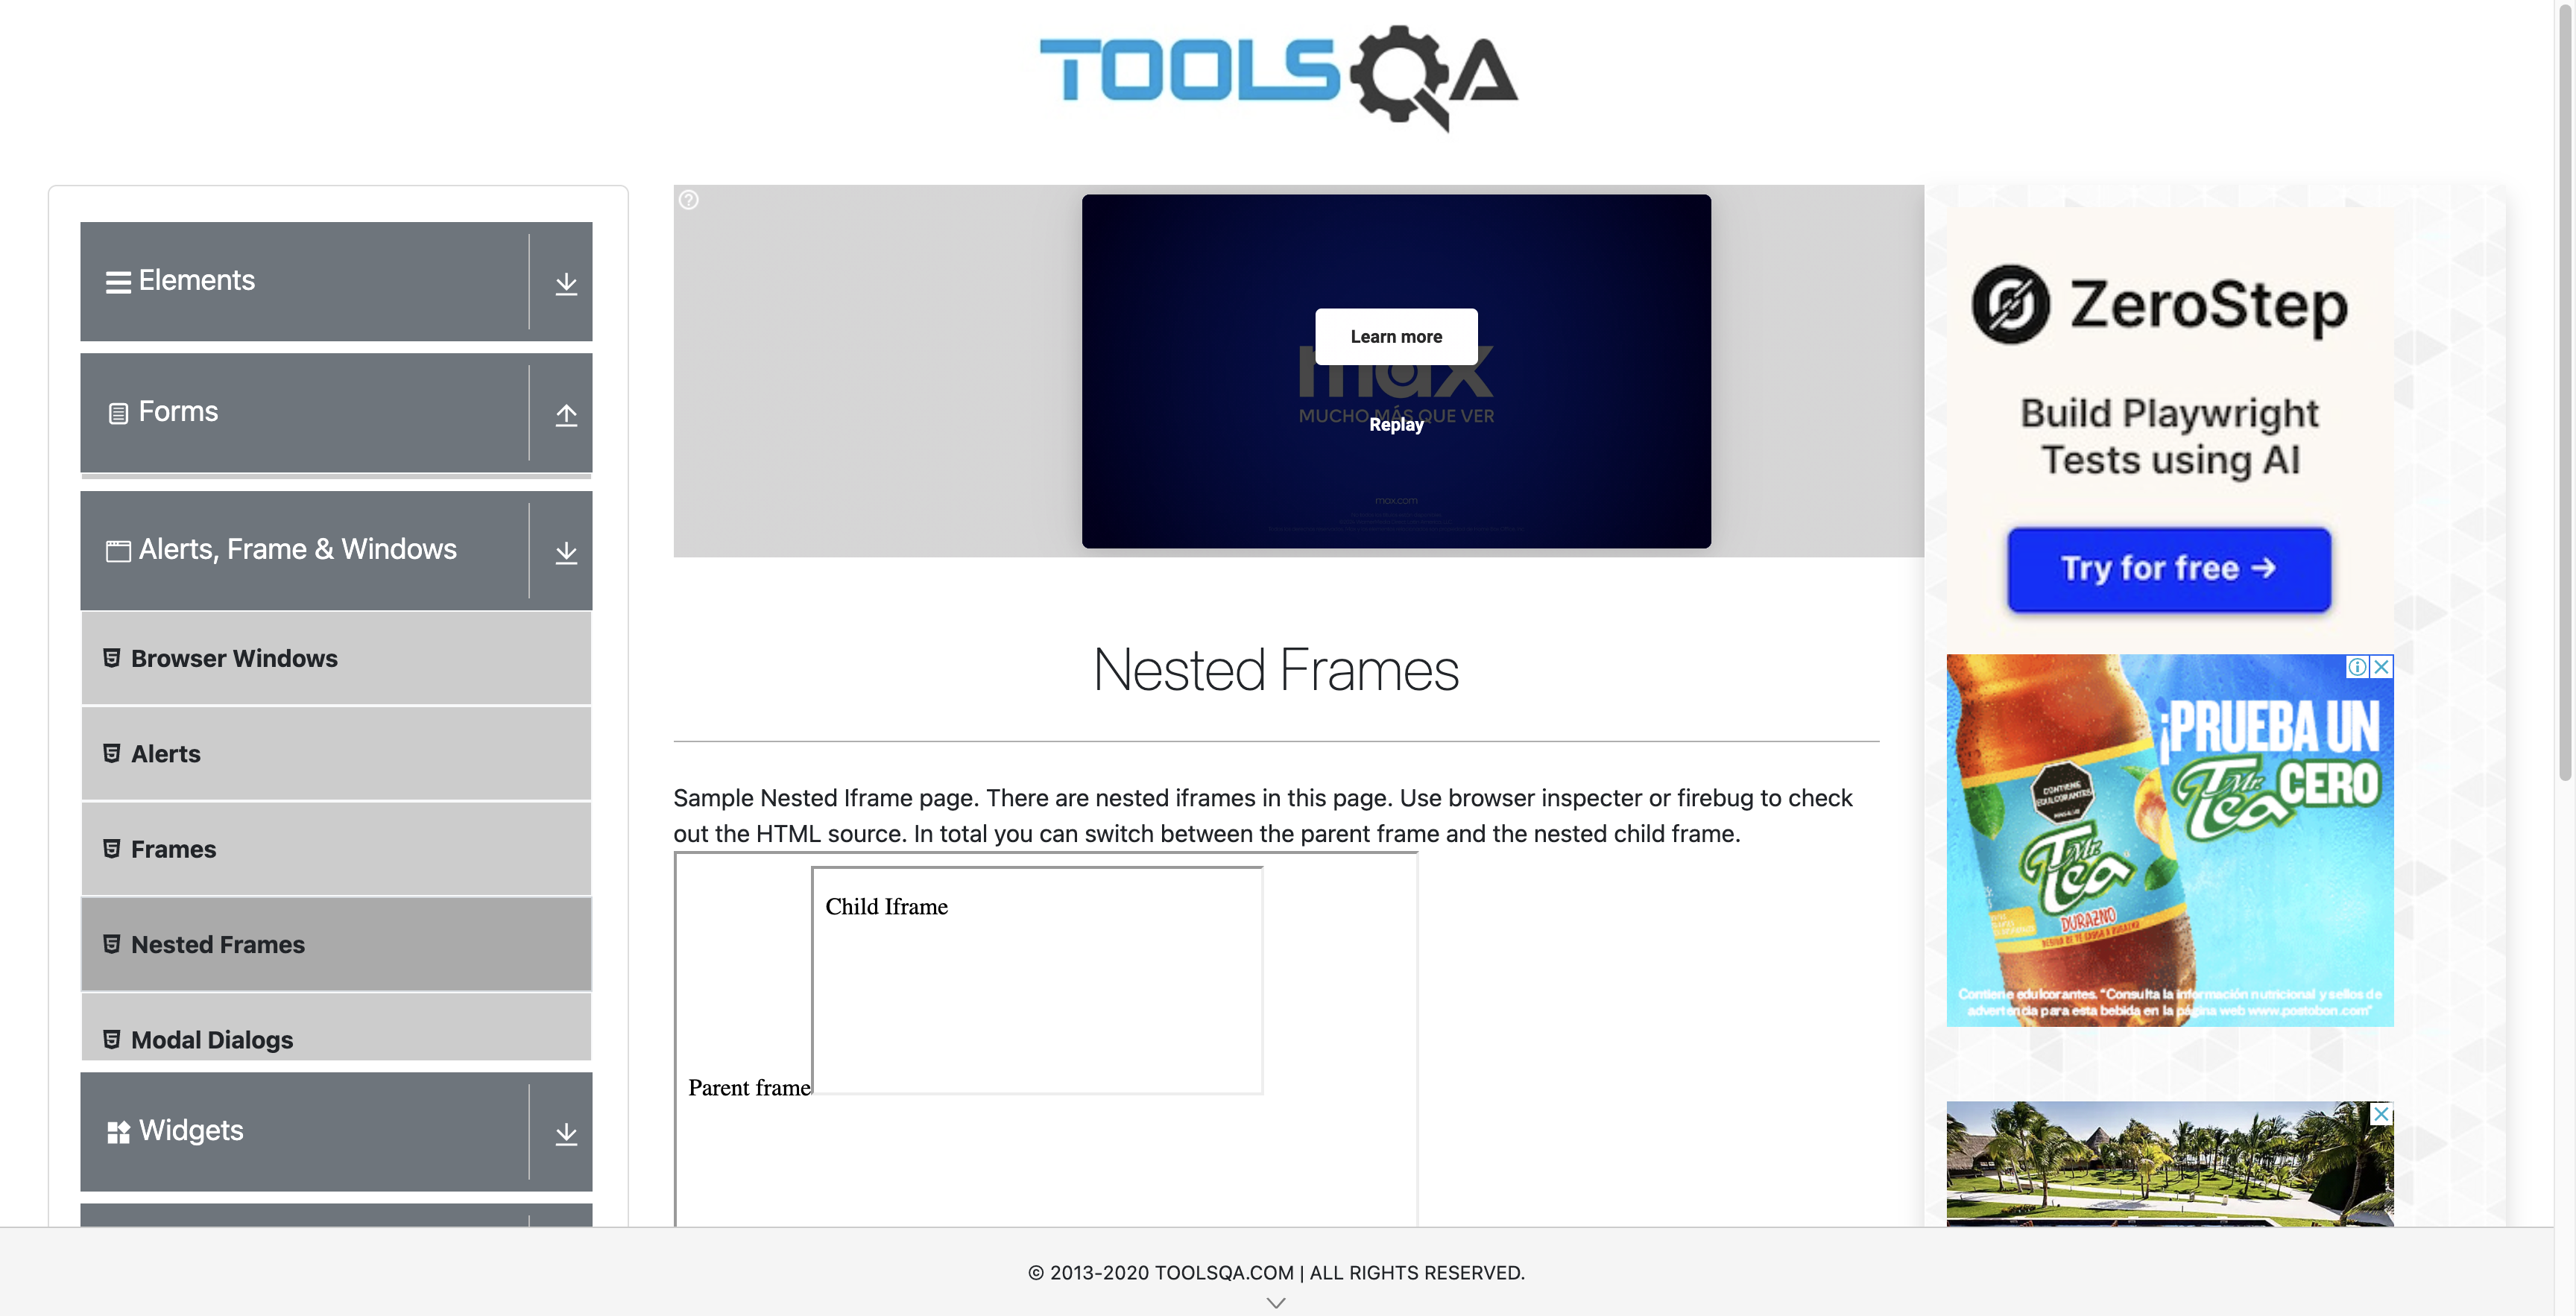 TOOLSQA
Elements
Forms
Alerts, Frame & Windows
Browser Windows
Alerts
Frames
Nested Frames
Modal Dialogs
Widgets
Learn more
max
MUCHO MÁS QUE VER
Replay
max.com
Nested Frames
Sample Nested Iframe page. There are nested iframes in this page. Use browser inspecter or firebug to check
out the HTML source. In total you can switch between the parent frame and the nested child frame.
Child Iframe
Parent frame
ZeroStep
Build Playwright
Tests using AI
Try for free →
¡PRUEBA UN
Mr. Tea CERO
CONTIENE
EDULCORANTES
Mr.
Tea
DURAZNO
Contiene edulcorantes. "Consulta la información nutricional y sellos de
advertencia para esta bebida en la página web www.postobon.com"
© 2013-2020 TOOLSQA.COM | ALL RIGHTS RESERVED.